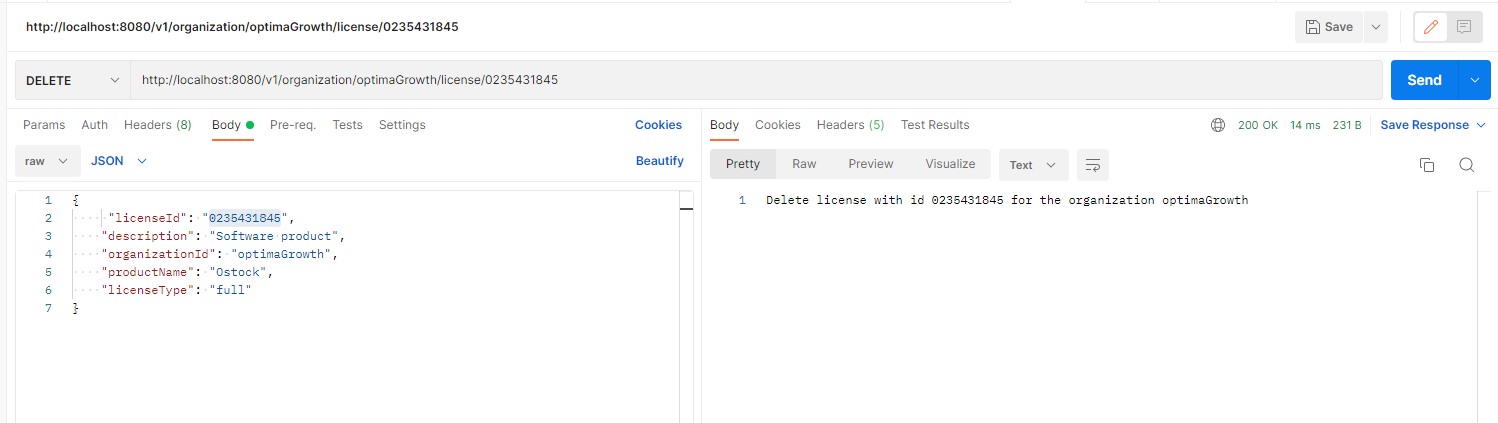 http://localhost:8080/v1/organization/optimaGrowth/license/0235431845
Save
DELETE
http://localhost:8080/v1/organization/optimaGrowth/license/0235431845
Send
Params Auth Headers (8) Body Pre-req. Tests Settings Cookies
raw JSON Beautify
1 {
2 "licenseId": "0235431845",
3 "description": "Software product",
4 "organizationId": "optimaGrowth",
5 "productName": "Ostock",
6 "licenseType": "full"
7 }
Body Cookies Headers (5) Test Results 200 OK 14 ms 231 B Save Response
Pretty Raw Preview Visualize Text
1 Delete license with id 0235431845 for the organization optimaGrowth